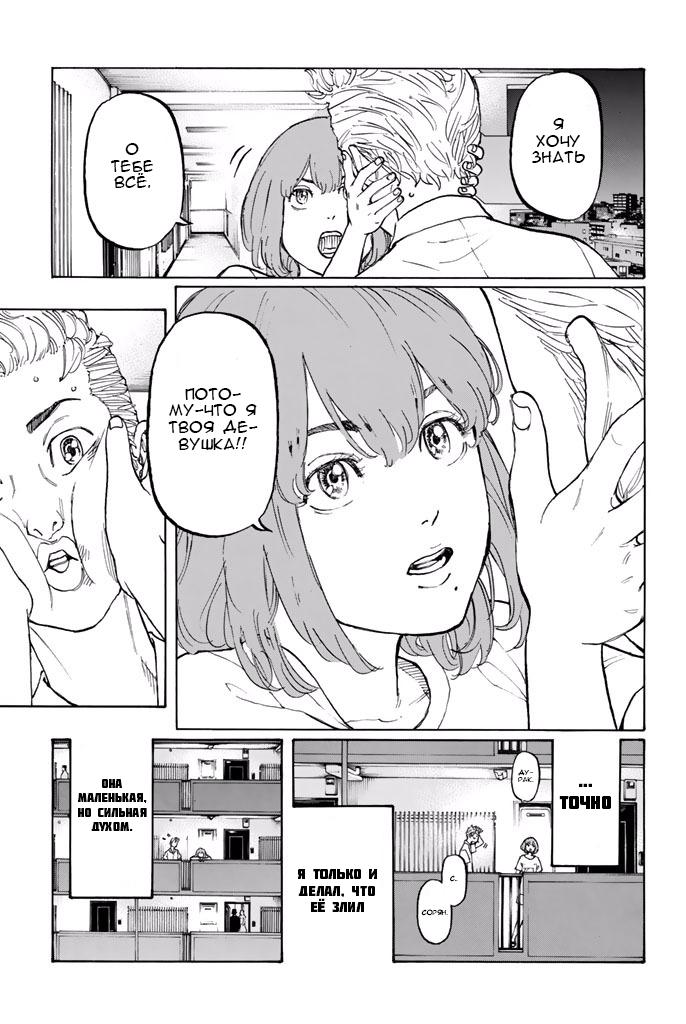 Я
ХОЧУ
ЗНАТЬ
О
ТЕБЕ
ВСЁ.
ПОТО-
МУ-ЧТО Я
ТВОЯ ДЕ-
ВУШКА!!
...
ТОЧНО
ДУ-
РАК.
С..
СОРЯН.
Я ТОЛЬКО И
ДЕЛАЛ, ЧТО
ЕЁ ЗЛИЛ
ОНА
МАЛЕНЬКАЯ,
НО СИЛЬНАЯ
ДУХОМ.